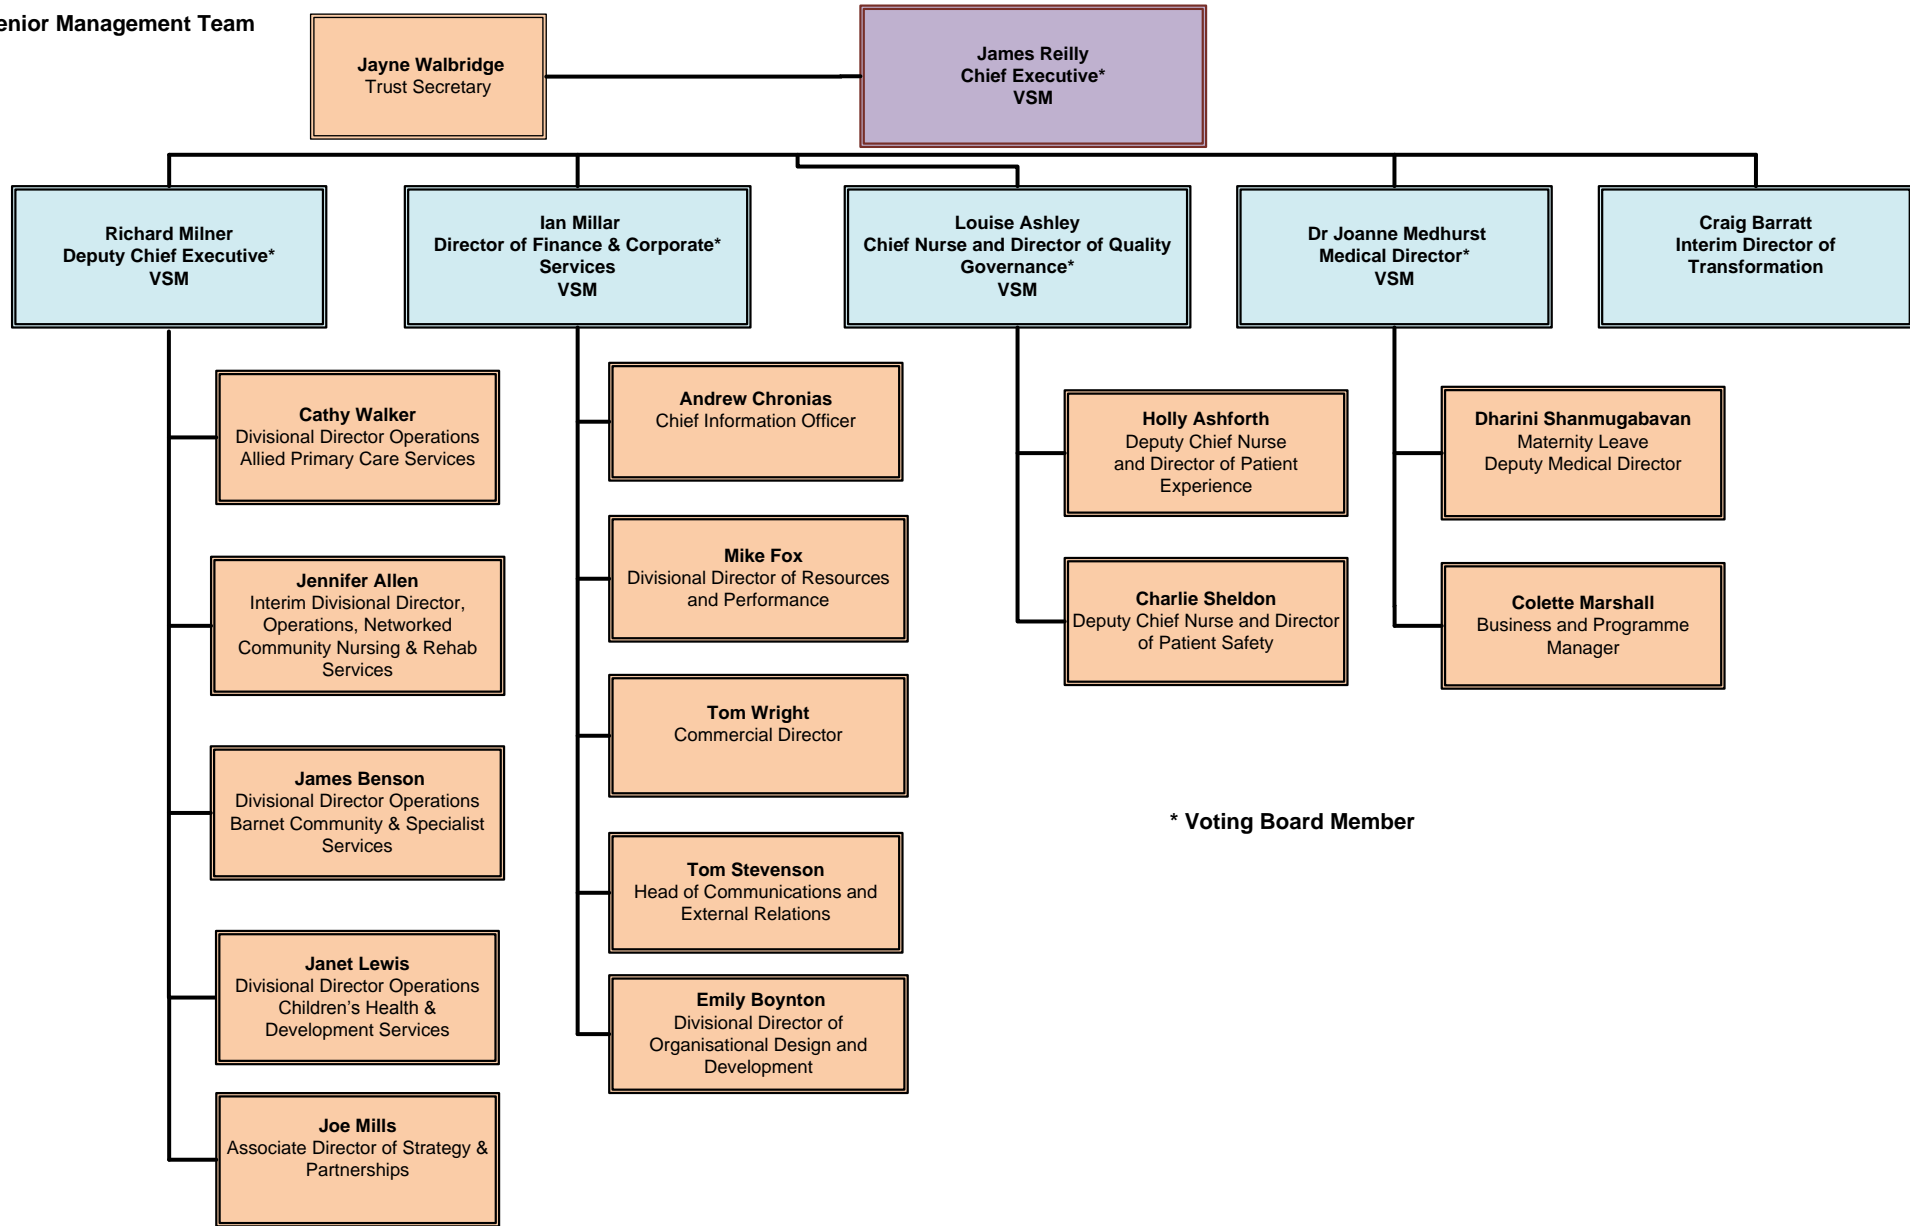 enior Management Team
Jayne Walbridge
Trust Secretary
James Reilly
Chief Executive*
VSM
Richard Milner
Deputy Chief Executive*
VSM
Ian Millar
Director of Finance & Corporate*
Services
VSM
Louise Ashley
Chief Nurse and Director of Quality
Governance*
VSM
Dr Joanne Medhurst
Medical Director*
VSM
Craig Barratt
Interim Director of
Transformation
Cathy Walker
Divisional Director Operations
Allied Primary Care Services
Jennifer Allen
Interim Divisional Director,
Operations, Networked
Community Nursing & Rehab
Services
James Benson
Divisional Director Operations
Barnet Community & Specialist
Services
Janet Lewis
Divisional Director Operations
Children’s Health &
Development Services
Joe Mills
Associate Director of Strategy &
Partnerships
Andrew Chronias
Chief Information Officer
Mike Fox
Divisional Director of Resources
and Performance
Tom Wright
Commercial Director
Tom Stevenson
Head of Communications and
External Relations
Emily Boynton
Divisional Director of
Organisational Design and
Development
Holly Ashforth
Deputy Chief Nurse
and Director of Patient
Experience
Charlie Sheldon
Deputy Chief Nurse and Director
of Patient Safety
Dharini Shanmugabavan
Maternity Leave
Deputy Medical Director
Colette Marshall
Business and Programme
Manager
* Voting Board Member